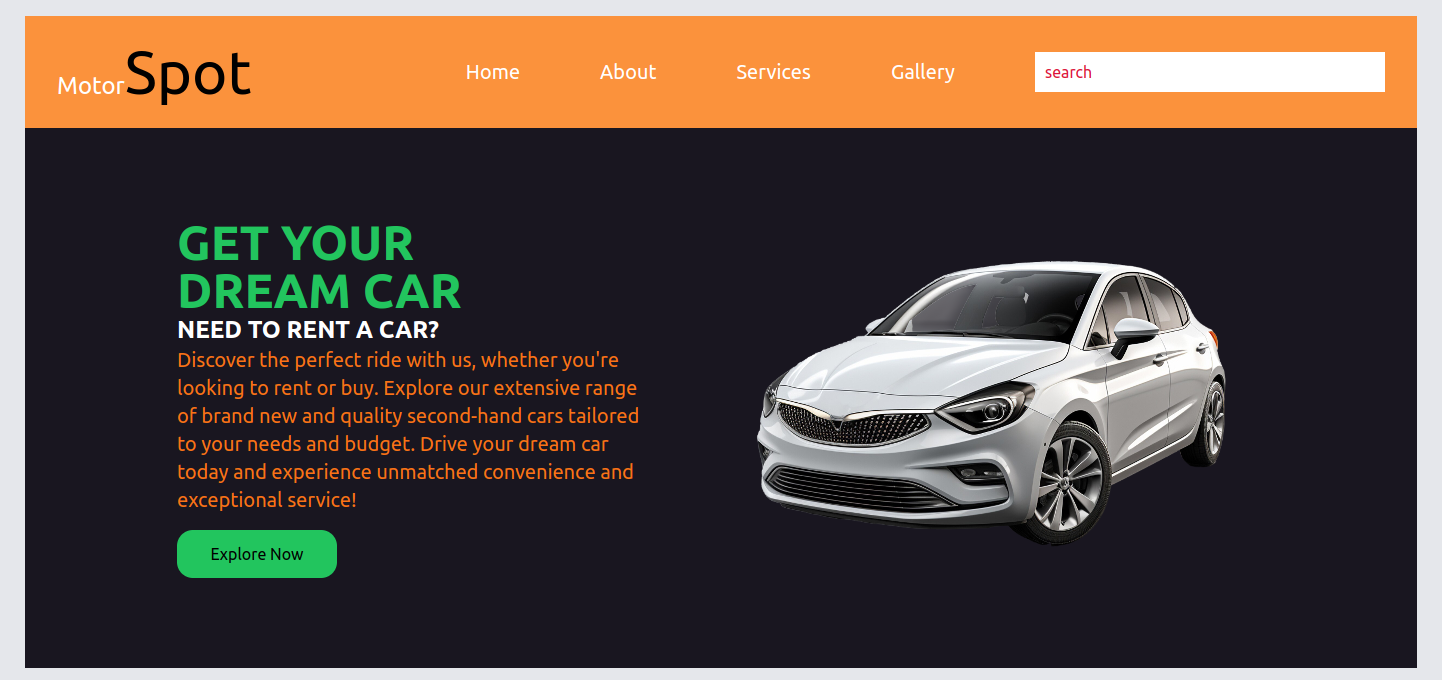 MotorSpot
Home About Services Gallery search
GET YOUR
DREAM CAR
NEED TO RENT A CAR?
Discover the perfect ride with us, whether you're
looking to rent or buy. Explore our extensive range
of brand new and quality second-hand cars tailored
to your needs and budget. Drive your dream car
today and experience unmatched convenience and
exceptional service!
Explore Now